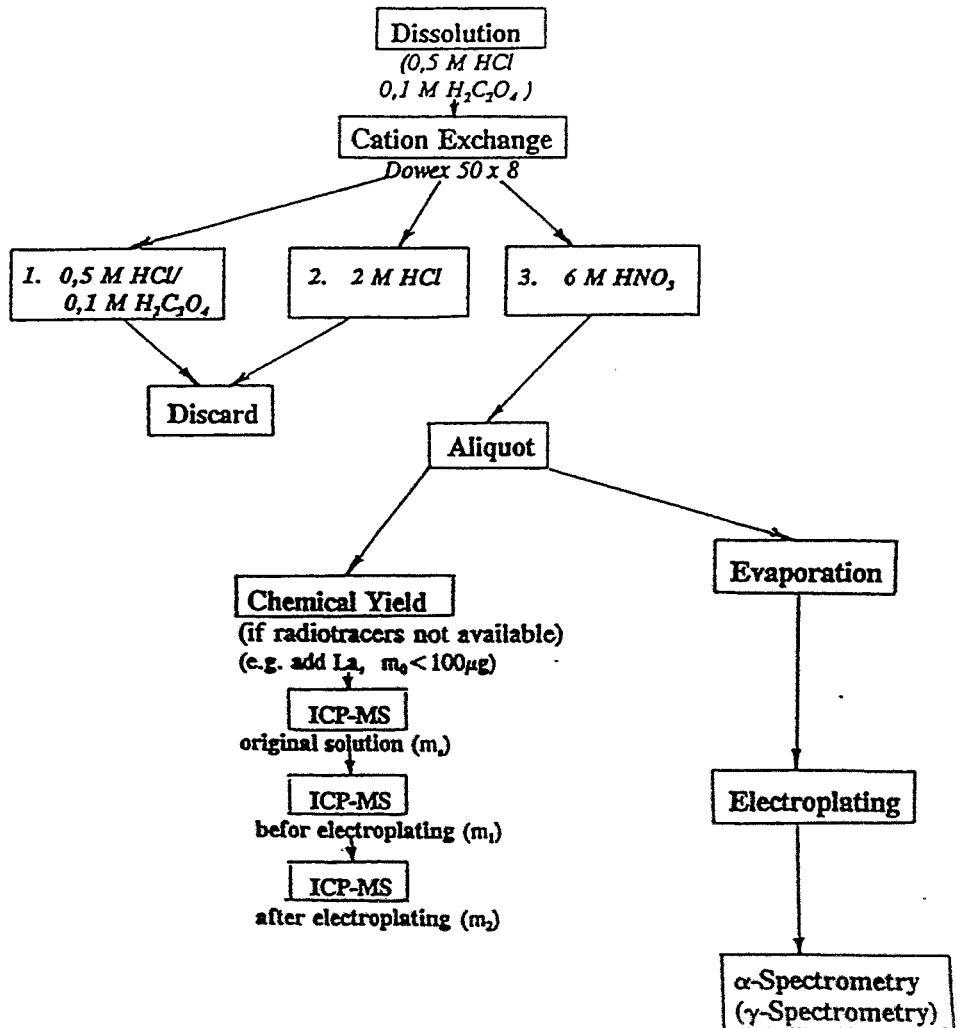 Dissolution
(0,5 M HCl
0,1 M H₂C₂O₄)
Cation Exchange
Dowex 50 x 8
1. 0,5 M HCl/
0,1 M H₂C₂O₄
2. 2 M HCl
3. 6 M HNO₃
Discard
Aliquot
Chemical Yield
(if radiotracers not available)
(e.g. add La, m₀<100μg)
ICP-MS
original solution (mₒ)
ICP-MS
befor electroplating (m₁)
ICP-MS
after electroplating (m₂)
Evaporation
Electroplating
α-Spectrometry
(γ-Spectrometry)